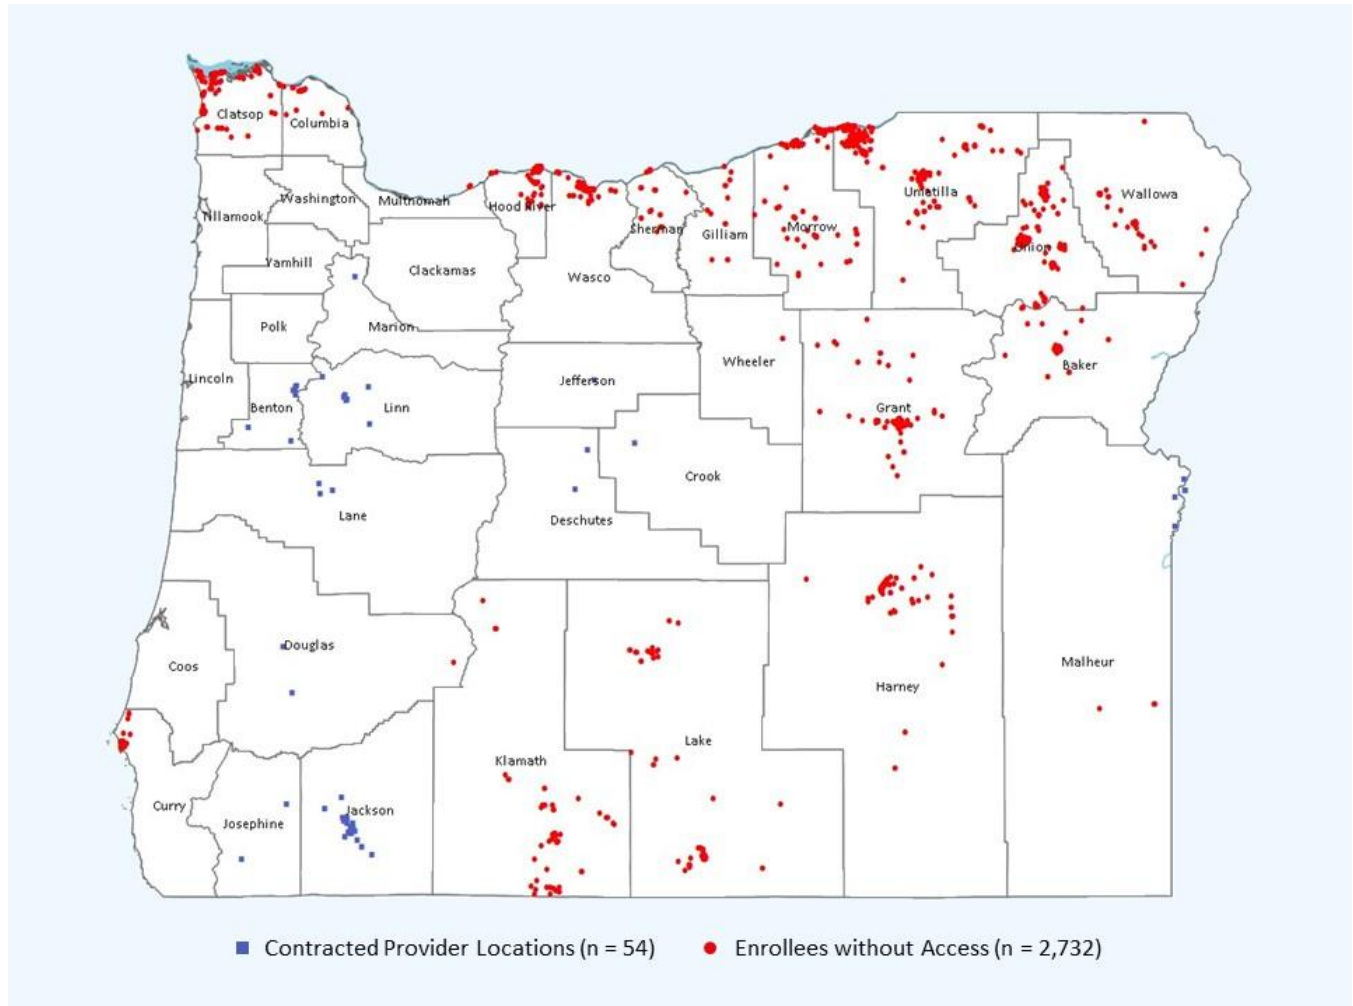 Clatsop
Columbia
Washington
Tillamook
Multnomah
Hood River
Sherman
Gilliam
Morrow
Umatilla
Union
Wallowa
Yamhill
Clackamas
Wasco
Polk
Marion
Wheeler
Baker
Lincoln
Jefferson
Benton
Linn
Grant
Crook
Lane
Deschutes
Douglas
Coos
Malheur
Harney
Lake
Klamath
Curry
Josephine
Jackson
Contracted Provider Locations (n = 54)
Enrollees without Access (n = 2,732)